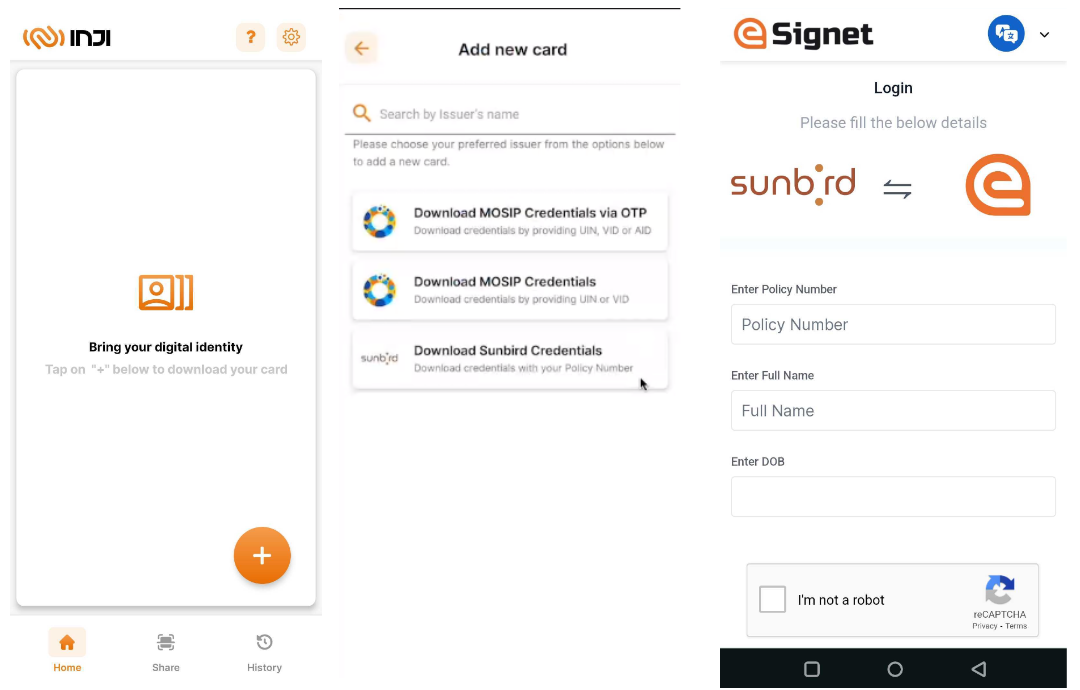 INJI
?
Bring your digital identity
Tap on "+" below to download your card
+
Home
Share
History
Add new card
Search by Issuer's name
Please choose your preferred issuer from the options below
to add a new card.
Download MOSIP Credentials via OTP
Download credentials by providing UIN, VID or AID
Download MOSIP Credentials
Download credentials by providing UIN or VID
sunbird
Download Sunbird Credentials
Download credentials with your Policy Number
e Signet
Login
Please fill the below details
sunbird
e
Enter Policy Number
Policy Number
Enter Full Name
Full Name
Enter DOB
I'm not a robot
reCAPTCHA
Privacy - Terms